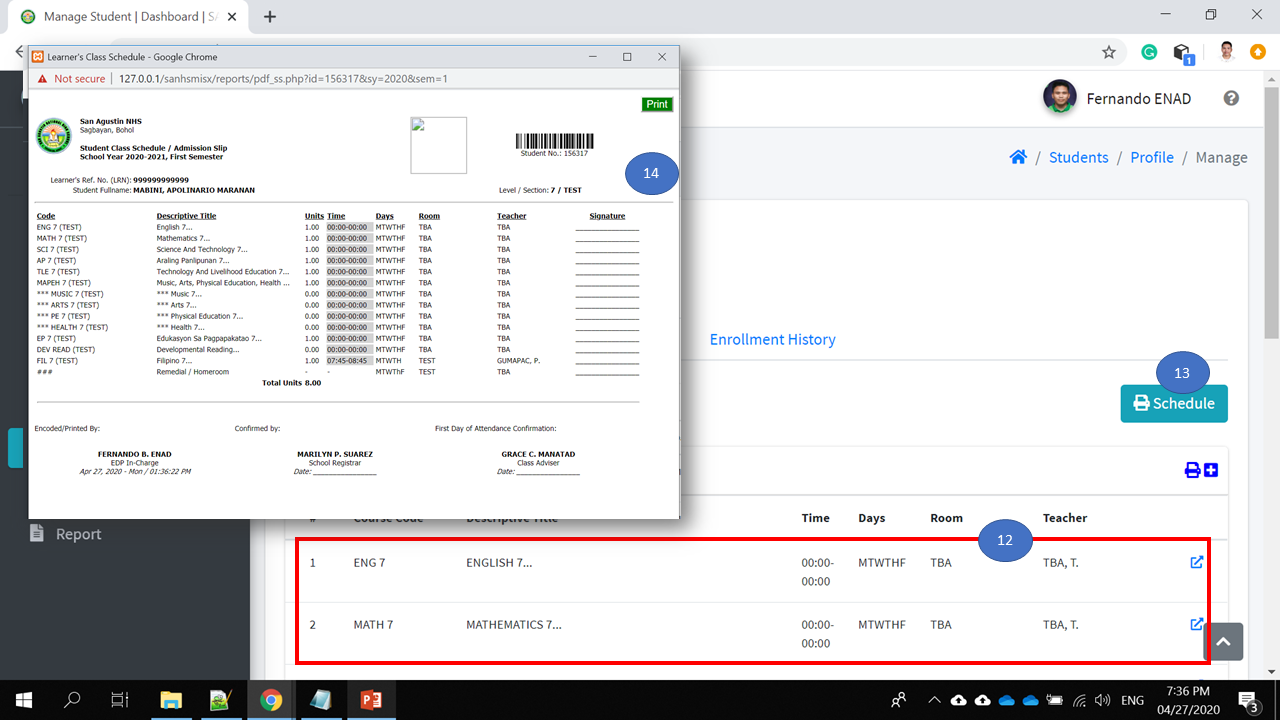 Manage Student | Dashboard | SA
Learner's Class Schedule - Google Chrome
Not secure | 127.0.0.1/sanhsmisx/reports/pdf_ss.php?id=156317&sy=2020&sem=1
1
Print
San Agustin NHS
Sagbayan, Bohol
Student Class Schedule / Admission Slip
School Year 2020-2021, First Semester
Student No.: 156317
14
Learner's Ref. No. (LRN): 999999999999
Student Fullname: MABINI, APOLINARIO MARANAN
Level / Section: 7 / TEST
Code Descriptive Title Units Time Days Room Teacher Signature
ENG 7 (TEST) English 7... 1.00 00:00-00:00 MTWTHF TBA TBA
MATH 7 (TEST) Mathematics 7... 1.00 00:00-00:00 MTWTHF TBA TBA
SCI 7 (TEST) Science And Technology 7... 1.00 00:00-00:00 MTWTHF TBA TBA
AP 7 (TEST) Araling Panlipunan 7... 1.00 00:00-00:00 MTWTHF TBA TBA
TLE 7 (TEST) Technology And Livelihood Education 7... 1.00 00:00-00:00 MTWTHF TBA TBA
MAPEH 7 (TEST) Music, Arts, Physical Education, Health ... 1.00 00:00-00:00 MTWTHF TBA TBA
*** MUSIC 7 (TEST) *** Music 7... 0.00 00:00-00:00 MTWTHF TBA TBA
*** ARTS 7 (TEST) *** Arts 7... 0.00 00:00-00:00 MTWTHF TBA TBA
*** PE 7 (TEST) *** Physical Education 7... 0.00 00:00-00:00 MTWTHF TBA TBA
*** HEALTH 7 (TEST) *** Health 7... 0.00 00:00-00:00 MTWTHF TBA TBA
EP 7 (TEST) Edukasyon Sa Pagpapakatao 7... 1.00 00:00-00:00 MTWTHF TBA TBA
DEV READ (TEST) Developmental Reading... 0.00 00:00-00:00 MTWTHF TBA TBA
FIL 7 (TEST) Filipino 7... 1.00 07:45-08:45 MTWTH TEST GUMAPAC, P.
### Remedial / Homeroom - - MTWThF TEST TBA
Total Units 8.00
Encoded/Printed By: Confirmed by: First Day of Attendance Confirmation:
FERNANDO B. ENAD MARILYN P. SUAREZ GRACE C. MANATAD
EDP In-Charge School Registrar Class Adviser
Apr 27, 2020 - Mon / 01:36:22 PM Date: ________________ Date: ________________
Fernando ENAD
/ Students / Profile / Manage
Enrollment History
13
Schedule
Report
# Course Code Descriptive Title Time Days Room Teacher
12
1 ENG 7 ENGLISH 7... 00:00-00:00 MTWTHF TBA TBA, T.
2 MATH 7 MATHEMATICS 7... 00:00-00:00 MTWTHF TBA TBA, T.
ENG
7:36 PM
04/27/2020
3